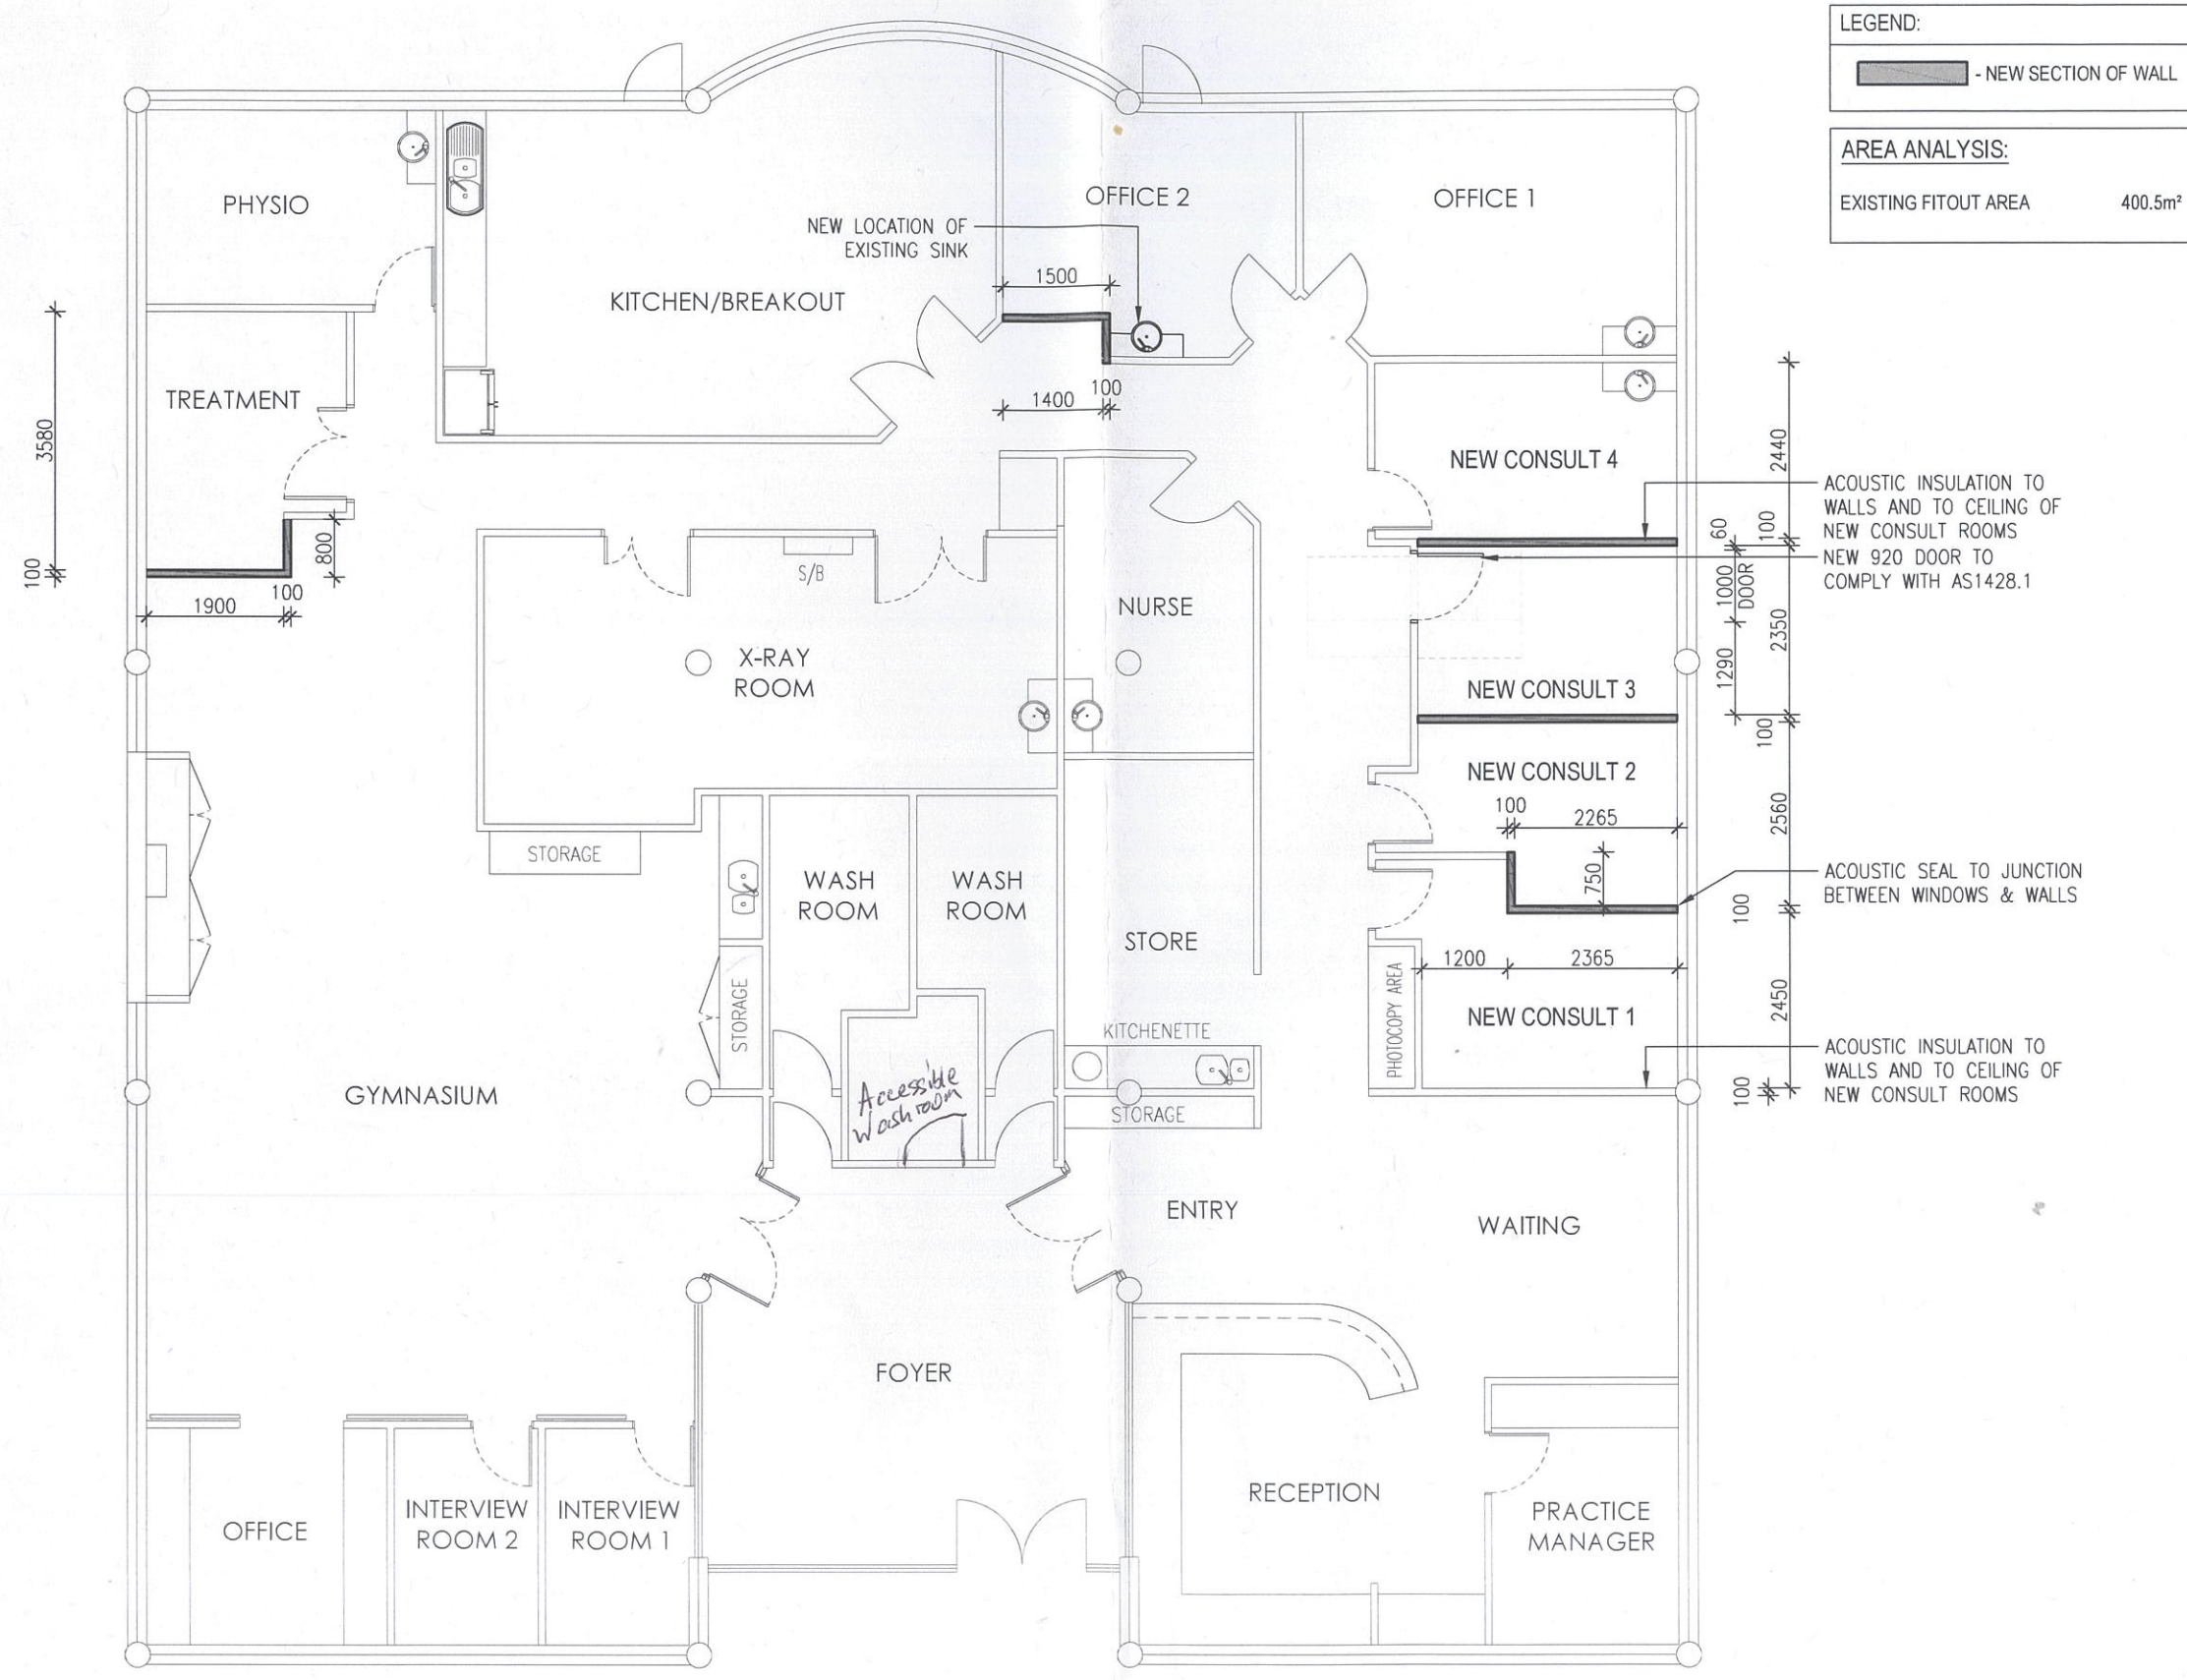 LEGEND:
- NEW SECTION OF WALL
AREA ANALYSIS:
EXISTING FITOUT AREA 400.5m²
PHYSIO
OFFICE 2
OFFICE 1
NEW LOCATION OF
EXISTING SINK
1500
KITCHEN/BREAKOUT
TREATMENT
3580
100
1400
100
800
100
1900
NEW CONSULT 4
2440
ACOUSTIC INSULATION TO
WALLS AND TO CEILING OF
NEW CONSULT ROOMS
60
100
NEW 920 DOOR TO
COMPLY WITH AS1428.1
1000
DOOR
S/B
NURSE
2350
1290
X-RAY
ROOM
NEW CONSULT 3
100
NEW CONSULT 2
100
2265
2560
STORAGE
750
ACOUSTIC SEAL TO JUNCTION
BETWEEN WINDOWS & WALLS
WASH
ROOM
WASH
ROOM
100
STORE
1200
2365
PHOTOCOPY AREA
2450
STORAGE
NEW CONSULT 1
KITCHENETTE
ACOUSTIC INSULATION TO
WALLS AND TO CEILING OF
NEW CONSULT ROOMS
100
GYMNASIUM
Accessible
Washroom
STORAGE
ENTRY
WAITING
FOYER
RECEPTION
OFFICE
INTERVIEW
ROOM 2
INTERVIEW
ROOM 1
PRACTICE
MANAGER